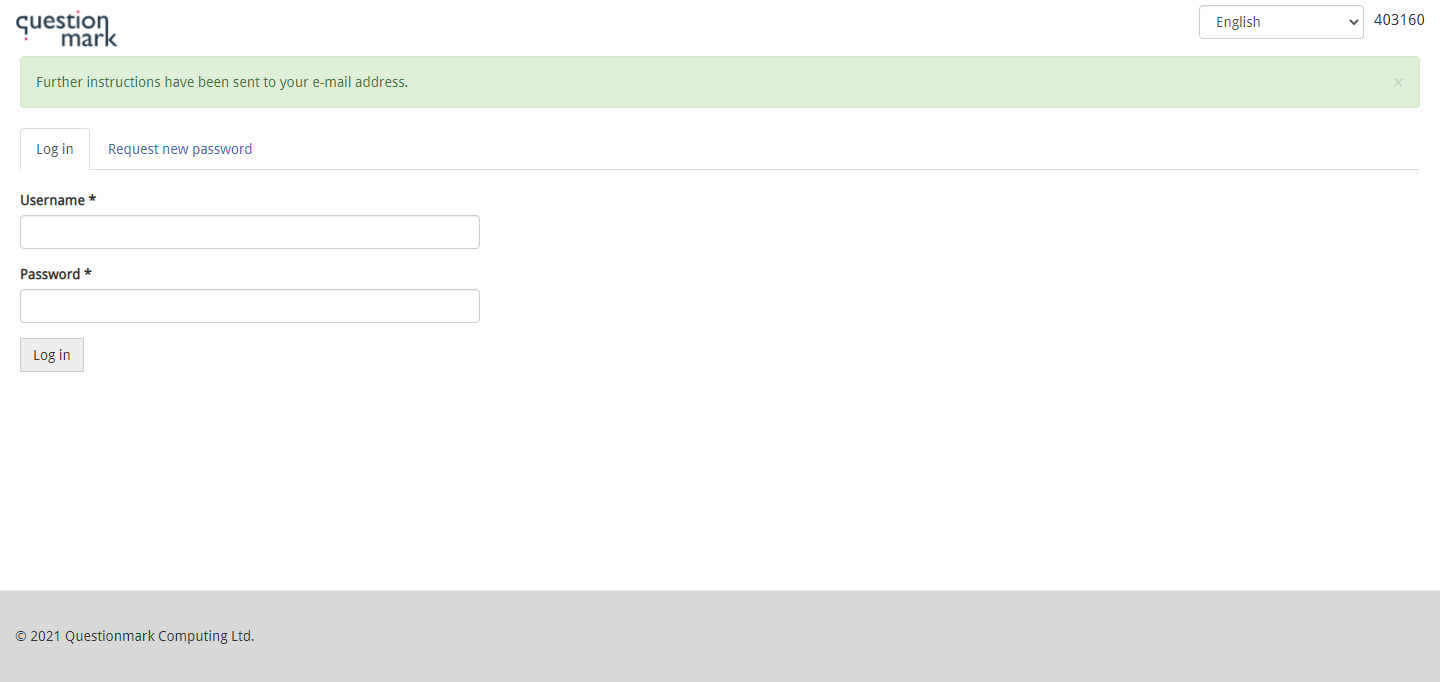 question
mark
English
403160
Further instructions have been sent to your e-mail address.
×
Log in
Request new password
Username *
Password *
Log in
© 2021 Questionmark Computing Ltd.